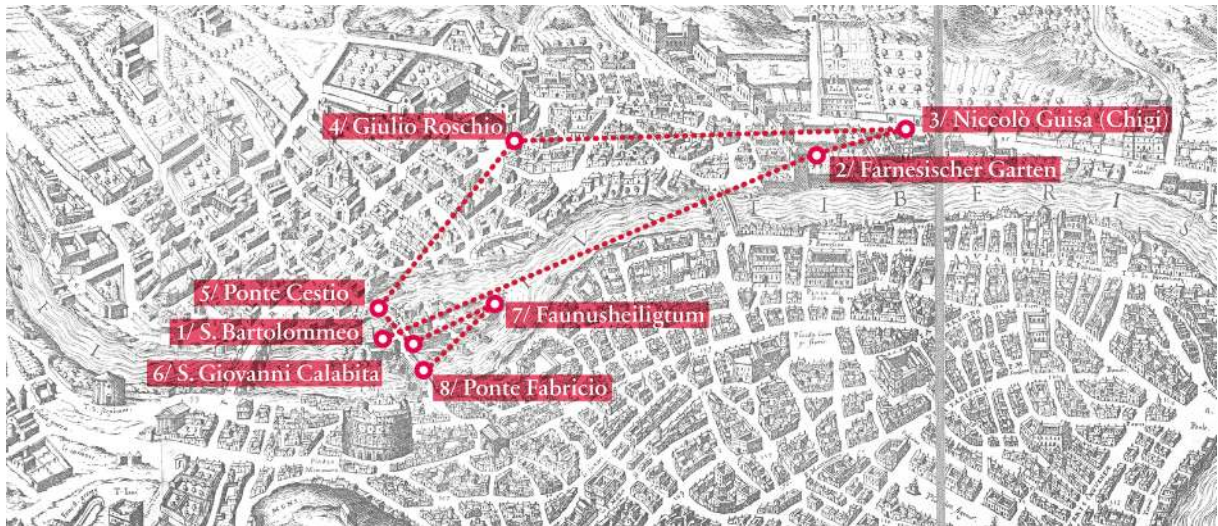 4/ Giulio Roschio
3/ Niccolò Guisa (Chigi)
2/ Farnesischer Garten
T I B E R I S
5/ Ponte Cestio
1/ S. Bartolommeo
7/ Faunusheiligtum
6/ S. Giovanni Calabita
8/ Ponte Fabricio